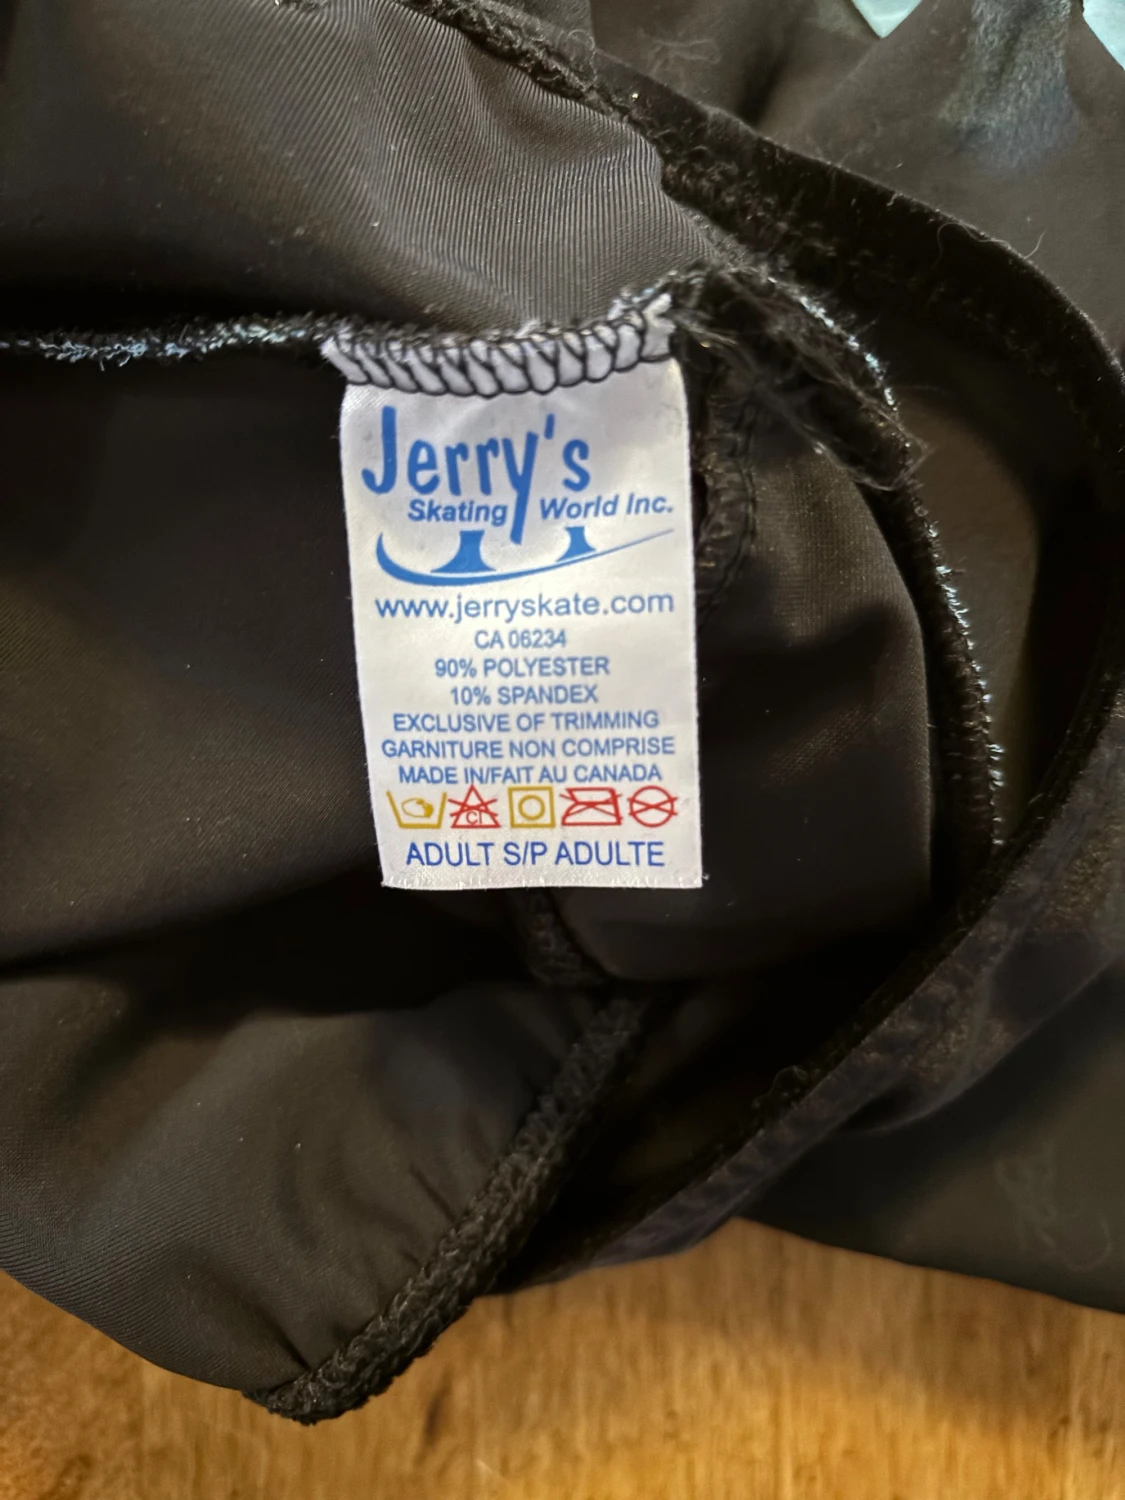 Jerry's
Skating World Inc.
www.jerryskate.com
CA 06234
90% POLYESTER
10% SPANDEX
EXCLUSIVE OF TRIMMING
GARNITURE NON COMPRISE
MADE IN/FAIT AU CANADA
Cl
ADULT S/P ADULTE